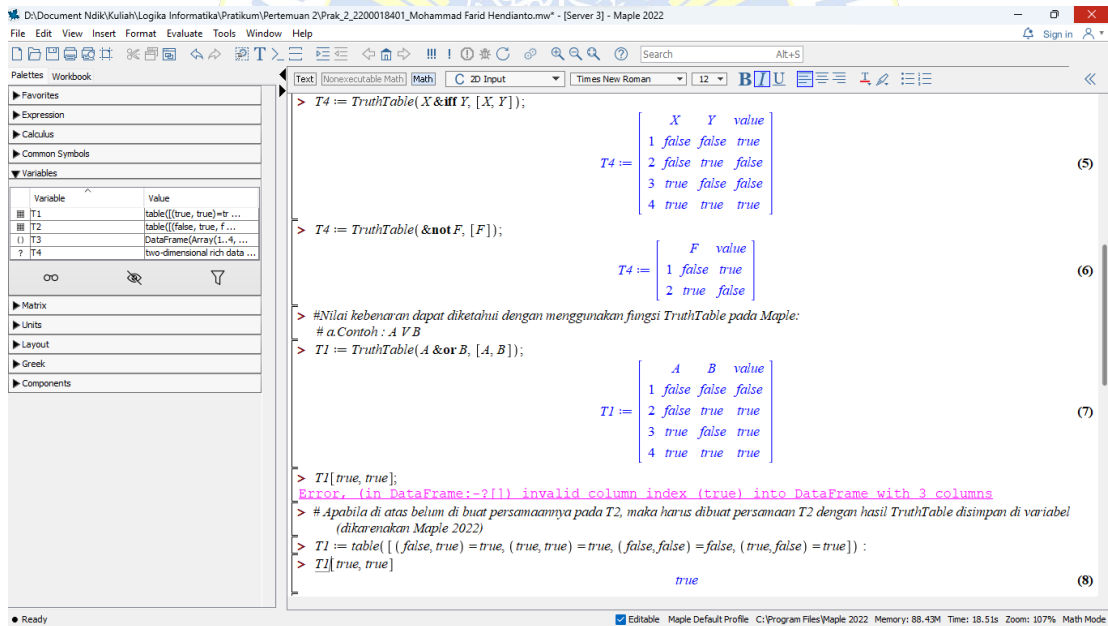 D:\Document Ndik\Kuliah\Logika Informatika\Pratikum\Pertemuan 2\Prak_2_2200018401_Mohammad Farid Hendianto.mw* - [Server 3] - Maple 2022
File Edit View Insert Format Evaluate Tools Window Help
Sign in
Search Alt+S
Palettes Workbook
Text Nonexecutable Math Math C 2D Input Times New Roman 12 B I U
Favorites
Expression
Calculus
Common Symbols
Variables
Variable Value
T1 table([(true, true)=tr ...
T2 table([(false, true, f ...
T3 DataFrame(Array(1..4, ...
T4 two-dimensional rich data ...
Matrix
Units
Layout
Greek
Components
> T4 := TruthTable(X &iff Y, [X, Y]);
X Y value
1 false false true
T4 := 2 false true false (5)
3 true false false
4 true true true
> T4 := TruthTable( &not F, [F]);
F value
T4 := 1 false true (6)
2 true false
> #Nilai kebenaran dapat diketahui dengan menggunakan fungsi TruthTable pada Maple:
# a.Contoh : A V B
> T1 := TruthTable(A &or B, [A, B]);
A B value
1 false false false
T1 := 2 false true true (7)
3 true false true
4 true true true
> T1[true, true];
Error, (in DataFrame:-?[]) invalid column index (true) into DataFrame with 3 columns
> # Apabila di atas belum di buat persamaannya pada T2, maka harus dibuat persamaan T2 dengan hasil TruthTable disimpan di variabel
(dikarenakan Maple 2022)
> T1 := table([ (false, true) = true, (true, true) = true, (false, false) = false, (true, false) = true]) :
> T1[true, true]
true (8)
Ready
Editable Maple Default Profile C:\Program Files\Maple 2022 Memory: 88.43M Time: 18.51s Zoom: 107% Math Mode